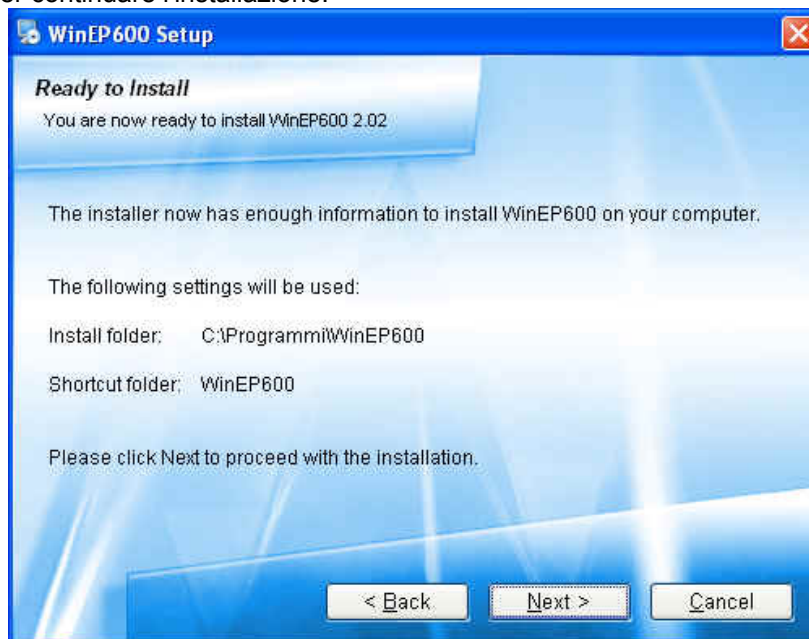 continuare l'installazione.
WinEP600 Setup
Ready to Install
You are now ready to install WinEP600 2.02
The installer now has enough information to install WinEP600 on your computer.
The following settings will be used:
Install folder: C:\Programmi\WinEP600
Shortcut folder: WinEP600
Please click Next to proceed with the installation.
< Back Next > Cancel